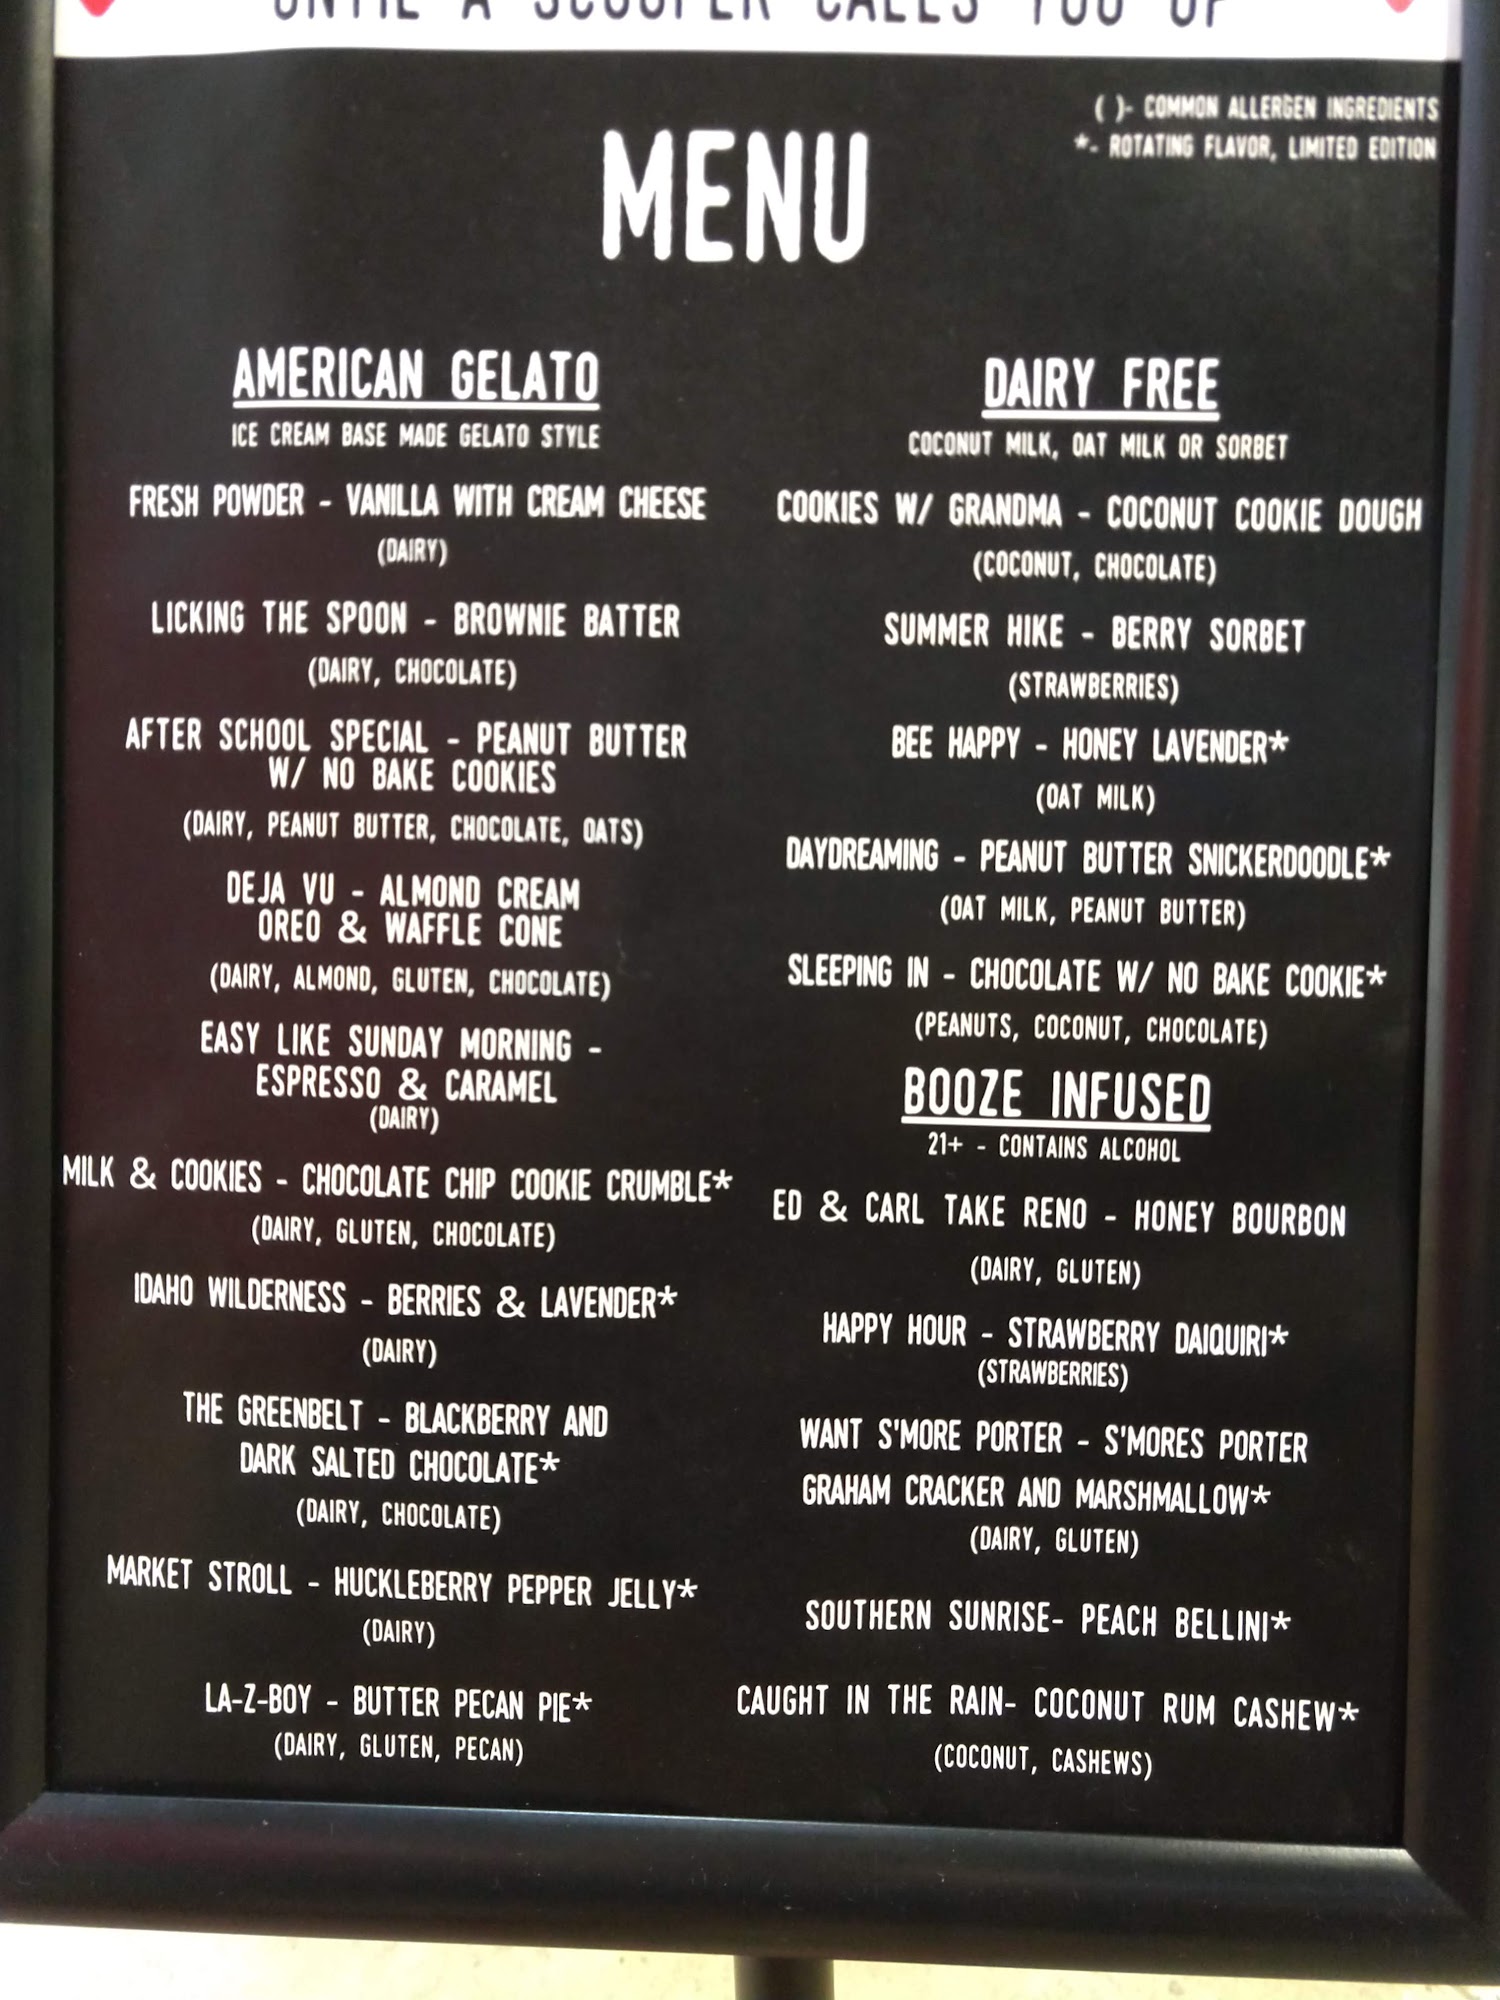 UNTIL A SCOOPER CALLS YOU UP
( )- COMMON ALLERGEN INGREDIENTS
*- ROTATING FLAVOR, LIMITED EDITION
MENU
AMERICAN GELATO
ICE CREAM BASE MADE GELATO STYLE
FRESH POWDER - VANILLA WITH CREAM CHEESE
(DAIRY)
LICKING THE SPOON - BROWNIE BATTER
(DAIRY, CHOCOLATE)
AFTER SCHOOL SPECIAL - PEANUT BUTTER
W/ NO BAKE COOKIES
(DAIRY, PEANUT BUTTER, CHOCOLATE, OATS)
DEJA VU - ALMOND CREAM
OREO & WAFFLE CONE
(DAIRY, ALMOND, GLUTEN, CHOCOLATE)
EASY LIKE SUNDAY MORNING -
ESPRESSO & CARAMEL
(DAIRY)
MILK & COOKIES - CHOCOLATE CHIP COOKIE CRUMBLE*
(DAIRY, GLUTEN, CHOCOLATE)
IDAHO WILDERNESS - BERRIES & LAVENDER*
(DAIRY)
THE GREENBELT - BLACKBERRY AND
DARK SALTED CHOCOLATE*
(DAIRY, CHOCOLATE)
MARKET STROLL - HUCKLEBERRY PEPPER JELLY*
(DAIRY)
LA-Z-BOY - BUTTER PECAN PIE*
(DAIRY, GLUTEN, PECAN)
DAIRY FREE
COCONUT MILK, OAT MILK OR SORBET
COOKIES W/ GRANDMA - COCONUT COOKIE DOUGH
(COCONUT, CHOCOLATE)
SUMMER HIKE - BERRY SORBET
(STRAWBERRIES)
BEE HAPPY - HONEY LAVENDER*
(OAT MILK)
DAYDREAMING - PEANUT BUTTER SNICKERDOODLE*
(OAT MILK, PEANUT BUTTER)
SLEEPING IN - CHOCOLATE W/ NO BAKE COOKIE*
(PEANUTS, COCONUT, CHOCOLATE)
BOOZE INFUSED
21+ - CONTAINS ALCOHOL
ED & CARL TAKE RENO - HONEY BOURBON
(DAIRY, GLUTEN)
HAPPY HOUR - STRAWBERRY DAIQUIRI*
(STRAWBERRIES)
WANT S'MORE PORTER - S'MORES PORTER
GRAHAM CRACKER AND MARSHMALLOW*
(DAIRY, GLUTEN)
SOUTHERN SUNRISE- PEACH BELLINI*
CAUGHT IN THE RAIN- COCONUT RUM CASHEW*
(COCONUT, CASHEWS)